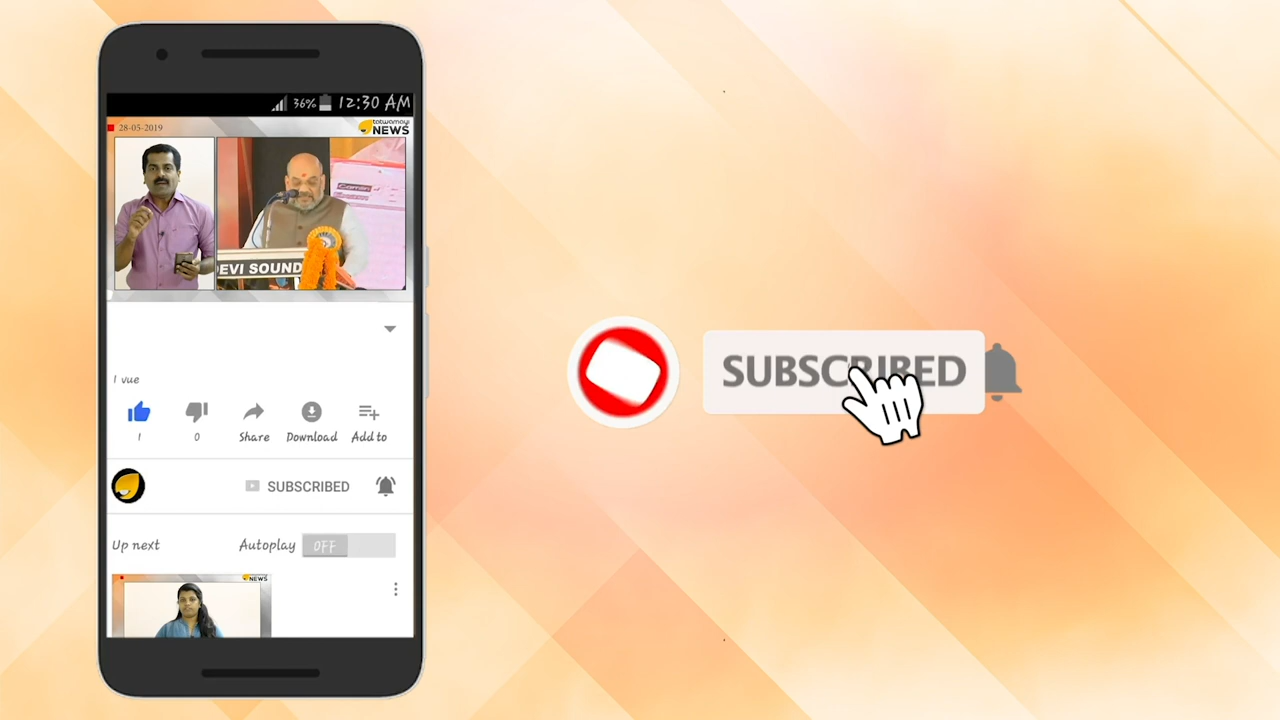 36% 12:30 AM
28-05-2019
tatwamayi
NEWS
DEVI SOUND
1 vue
1
0
Share
Download
Add to
SUBSCRIBED
Up next
Autoplay
OFF
NEWS
SUBSCRIBED